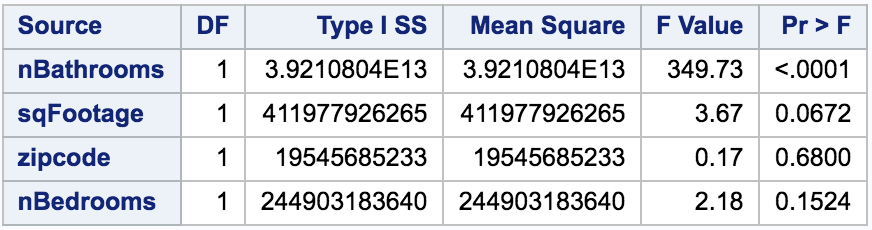 Source DF Type I SS Mean Square F Value Pr > F
nBathrooms 1 3.9210804E13 3.9210804E13 349.73 <.0001
sqFootage 1 411977926265 411977926265 3.67 0.0672
zipcode 1 19545685233 19545685233 0.17 0.6800
nBedrooms 1 244903183640 244903183640 2.18 0.1524